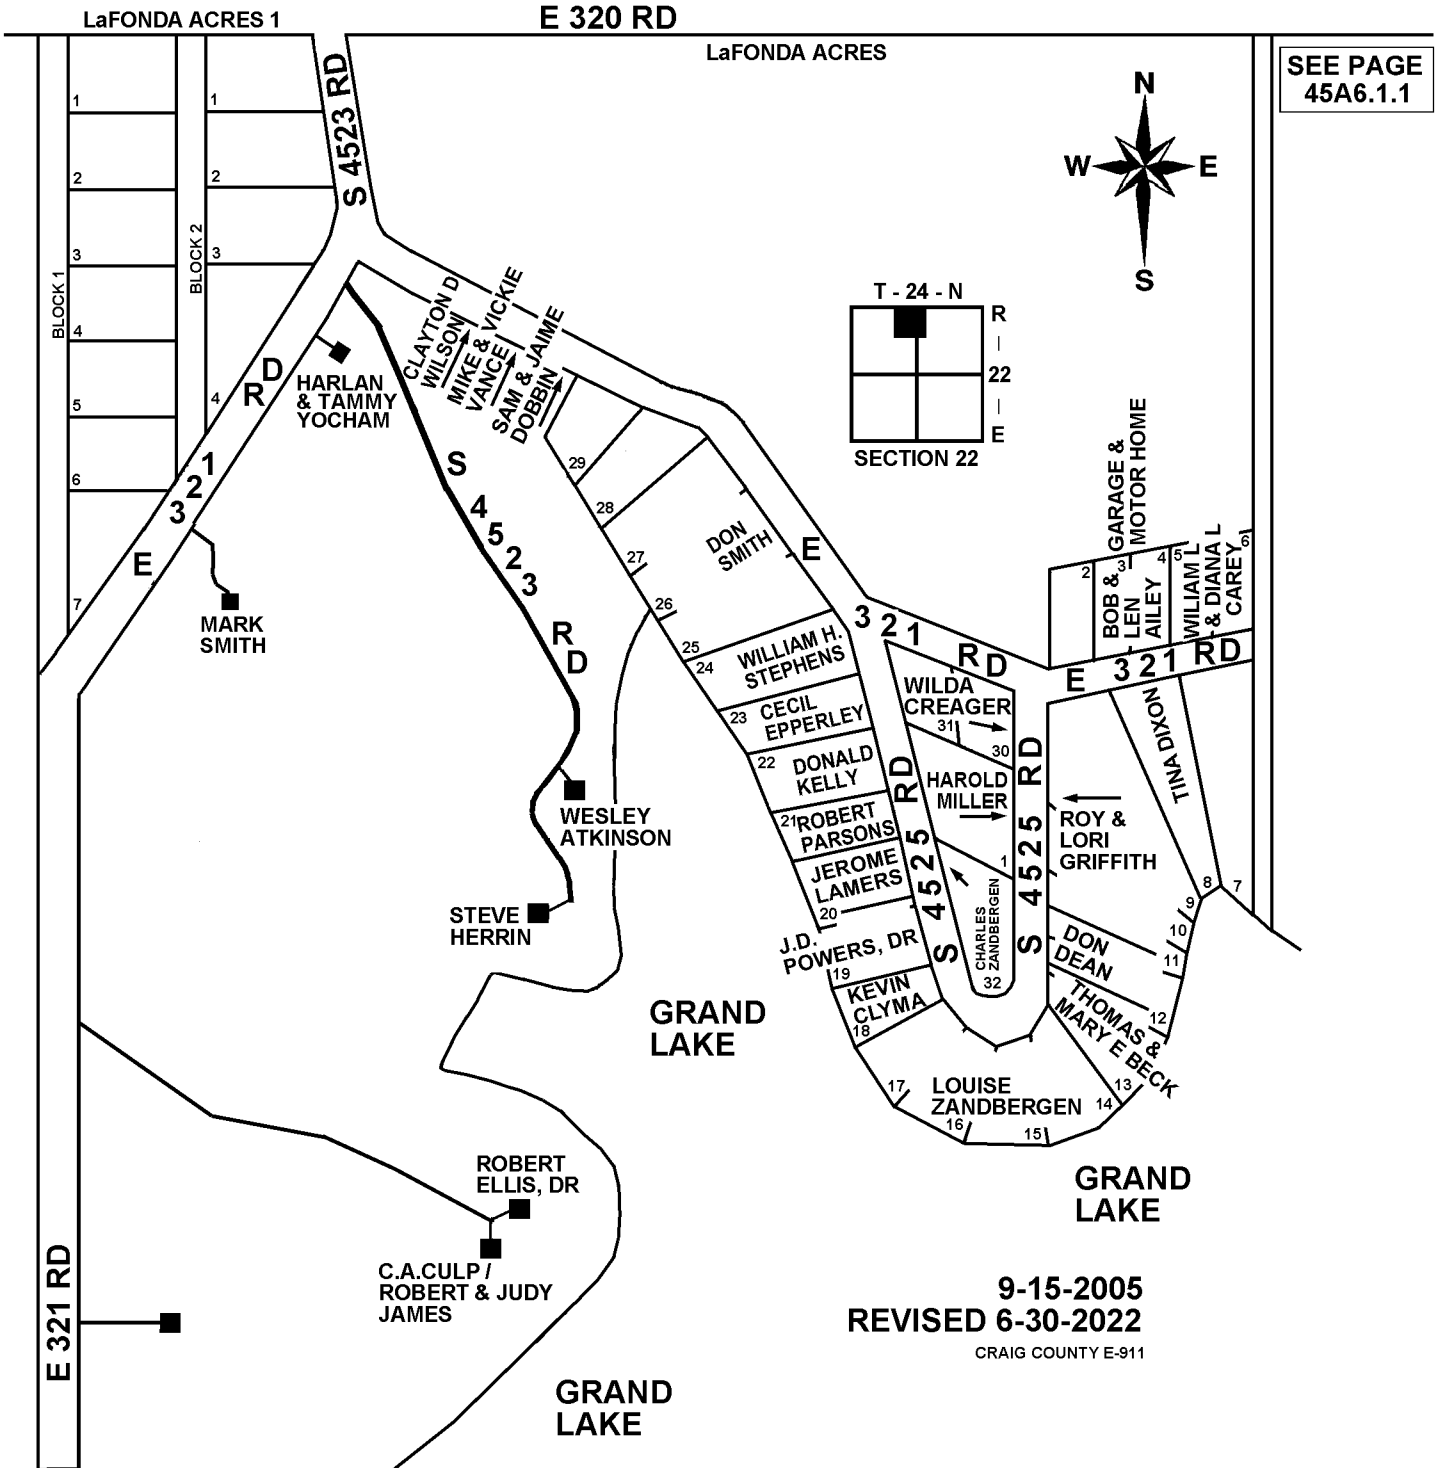 LaFONDA ACRES 1
E 320 RD
LaFONDA ACRES
SEE PAGE
45A6.1.1
N
W
E
S
S 4523 RD
1
2
3
4
5
6
7
BLOCK 1
1
2
3
4
BLOCK 2
E 321 RD
HARLAN
& TAMMY
YOCHAM
MARK
SMITH
CLAYTON D
WILSON
MIKE & VICKIE
VANCE
SAM & JAIME
DOBBIN
T - 24 - N
R
|
22
|
E
SECTION 22
S 4523 RD
29
28
27
26
25
24
23
22
21
20
19
18
17
16
15
14
13
12
11
10
9
8
7
DON
SMITH
E 321 RD
WILLIAM H.
STEPHENS
CECIL
EPPERLEY
DONALD
KELLY
ROBERT
PARSONS
JEROME
LAMERS
J.D.
POWERS, DR
KEVIN
CLYMA
LOUISE
ZANDBERGEN
S 4525 RD
WILDA
CREAGER
31
30
HAROLD
MILLER
1
CHARLES
ZANDBERGEN
32
S 4525 RD
GARAGE &
MOTOR HOME
2
3
4
5
6
BOB &
LEN
AILEY
WILIAM L
& DIANA L
CAREY
E 321 RD
TINA DIXON
ROY &
LORI
GRIFFITH
DON
DEAN
THOMAS &
MARY E BECK
WESLEY
ATKINSON
STEVE
HERRIN
GRAND
LAKE
ROBERT
ELLIS, DR
C.A.CULP /
ROBERT & JUDY
JAMES
E 321 RD
GRAND
LAKE
9-15-2005
REVISED 6-30-2022
CRAIG COUNTY E-911
GRAND
LAKE